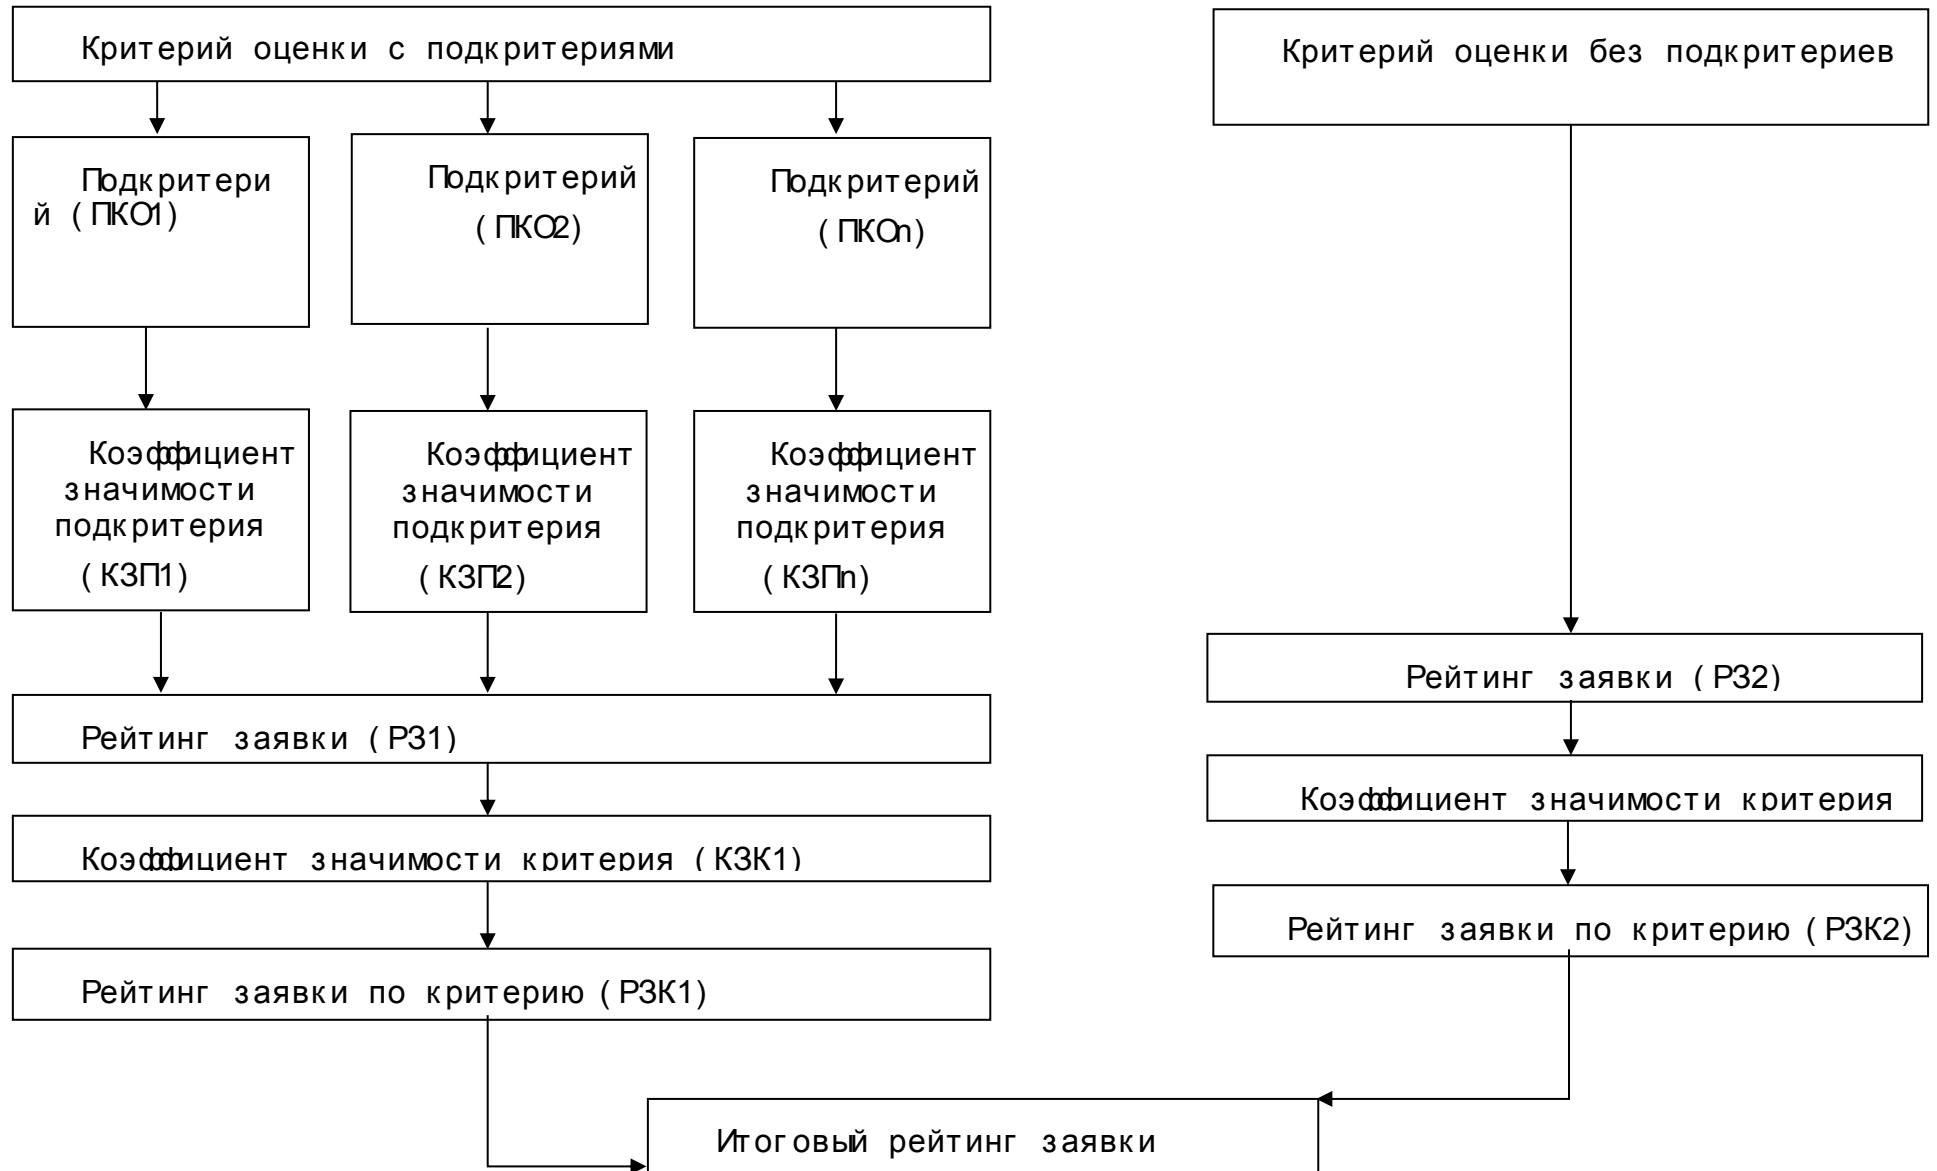 Критерий оценки с подкритериями
Критерий оценки без подкритериев
Подкритери
й (ПКО1)
Подкритерий
(ПКО2)
Подкритерий
(ПКОn)
Коэффициент
значимости
подкритерия
(КЗП1)
Коэффициент
значимости
подкритерия
(КЗП2)
Коэффициент
значимости
подкритерия
(КЗПn)
Рейтинг заявки (РЗ1)
Коэффициент значимости критерия (КЗК1)
Рейтинг заявки по критерию (РЗК1)
Рейтинг заявки (РЗ2)
Коэффициент значимости критерия
Рейтинг заявки по критерию (РЗК2)
Итоговый рейтинг заявки